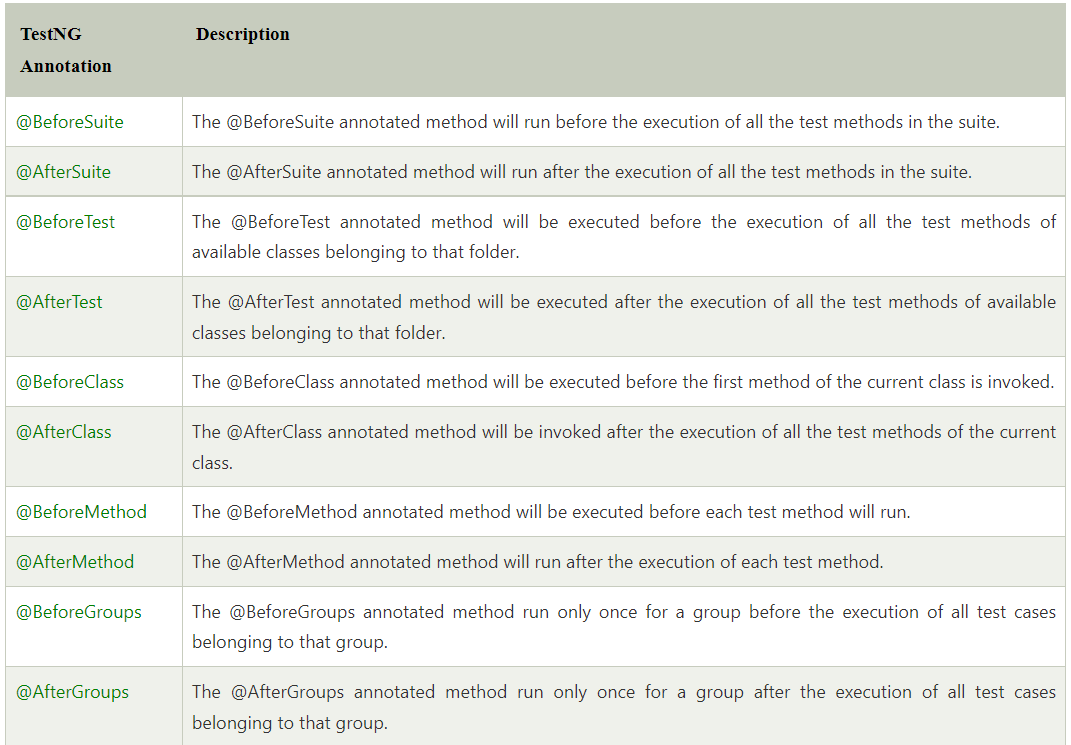 TestNG Description
Annotation
@BeforeSuite The @BeforeSuite annotated method will run before the execution of all the test methods in the suite.
@AfterSuite The @AfterSuite annotated method will run after the execution of all the test methods in the suite.
@BeforeTest The @BeforeTest annotated method will be executed before the execution of all the test methods of
available classes belonging to that folder.
@AfterTest The @AfterTest annotated method will be executed after the execution of all the test methods of available
classes belonging to that folder.
@BeforeClass The @BeforeClass annotated method will be executed before the first method of the current class is invoked.
@AfterClass The @AfterClass annotated method will be invoked after the execution of all the test methods of the current
class.
@BeforeMethod The @BeforeMethod annotated method will be executed before each test method will run.
@AfterMethod The @AfterMethod annotated method will run after the execution of each test method.
@BeforeGroups The @BeforeGroups annotated method run only once for a group before the execution of all test cases
belonging to that group.
@AfterGroups The @AfterGroups annotated method run only once for a group after the execution of all test cases
belonging to that group.